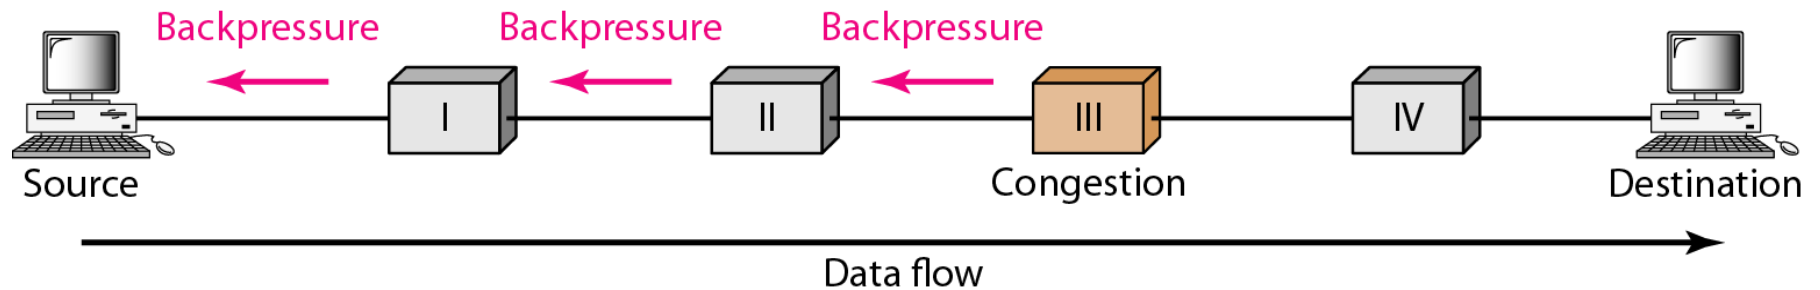 Backpressure Backpressure Backpressure
I II III IV
Source Congestion Destination
Data flow